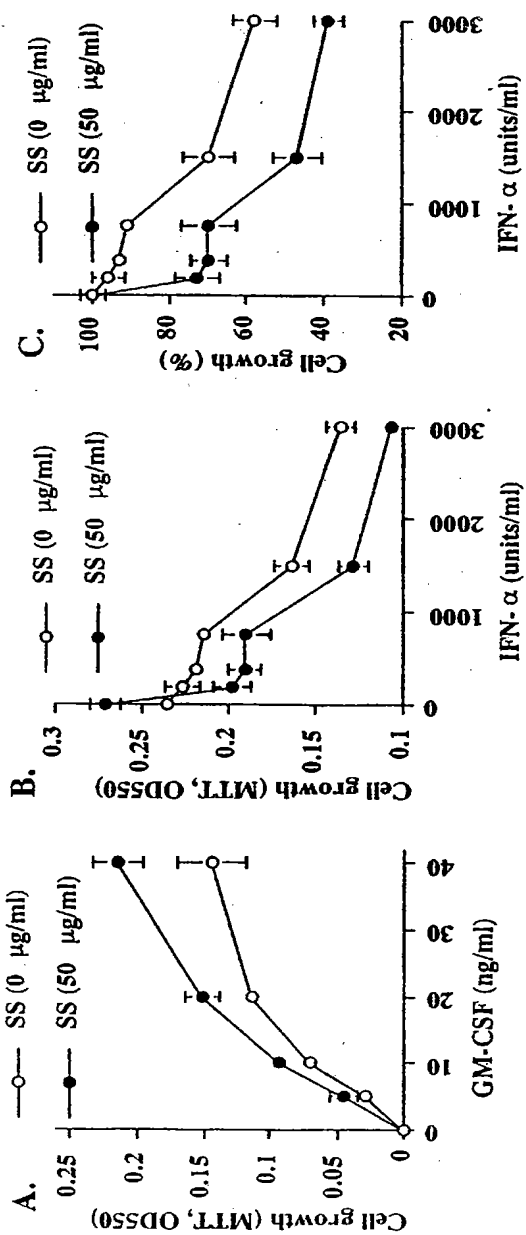 A.
SS (0 μg/ml)
SS (50 μg/ml)
Cell growth (MTT, OD550)
0.25
0.2
0.15
0.1
0.05
0
0
10
20
30
40
GM-CSF (ng/ml)
B.
SS (0 μg/ml)
SS (50 μg/ml)
Cell growth (MTT, OD550)
0.3
0.25
0.2
0.15
0.1
0
1000
2000
3000
IFN- α (units/ml)
C.
SS (0 μg/ml)
SS (50 μg/ml)
Cell growth (%)
100
80
60
40
20
0
1000
2000
3000
IFN- α (units/ml)